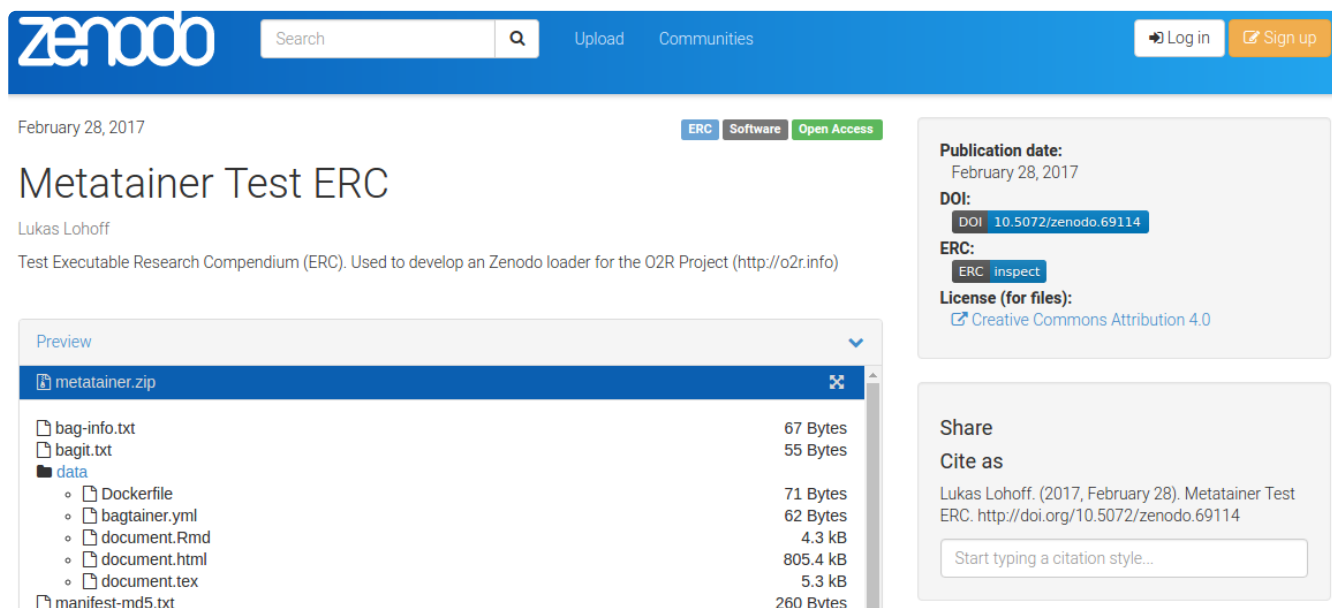 zenodo
Search
Upload Communities
Log in
Sign up
February 28, 2017
ERC Software Open Access
Metatainer Test ERC
Lukas Lohoff
Test Executable Research Compendium (ERC). Used to develop an Zenodo loader for the O2R Project (http://o2r.info)
Preview
metatainer.zip
bag-info.txt 67 Bytes
bagit.txt 55 Bytes
data
Dockerfile 71 Bytes
bagtainer.yml 62 Bytes
document.Rmd 4.3 kB
document.html 805.4 kB
document.tex 5.3 kB
manifest-md5.txt 260 Bytes
Publication date:
February 28, 2017
DOI:
DOI 10.5072/zenodo.69114
ERC:
ERC inspect
License (for files):
Creative Commons Attribution 4.0
Share
Cite as
Lukas Lohoff. (2017, February 28). Metatainer Test
ERC. http://doi.org/10.5072/zenodo.69114
Start typing a citation style...